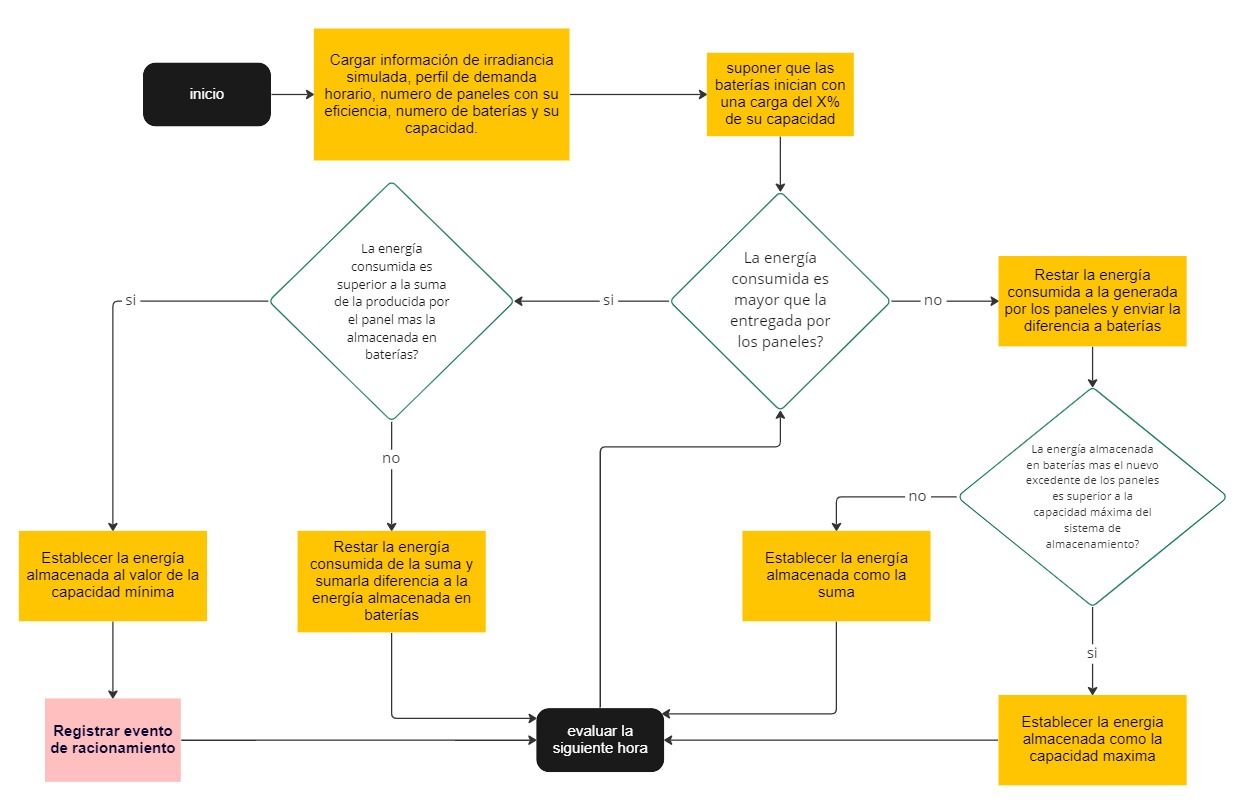 inicio
Cargar información de irradiancia
simulada, perfil de demanda
horario, numero de paneles con su
eficiencia, numero de baterías y su
capacidad.
suponer que las
baterías inician con
una carga del X%
de su capacidad
La energía
consumida es
superior a la suma
de la producida por
el panel mas la
almacenada en
baterías?
La energía
consumida es
mayor que la
entregada por
los paneles?
Restar la energía
consumida a la generada
por los paneles y enviar la
diferencia a baterías
si
si
no
no
La energía almacenada
en baterías mas el nuevo
excedente de los paneles
es superior a la
capacidad máxima del
sistema de
almacenamiento?
no
Establecer la energía
almacenada al valor de la
capacidad mínima
Restar la energía
consumida de la suma y
sumarla diferencia a la
energía almacenada en
baterías
Establecer la energía
almacenada como la
suma
si
Registrar evento
de racionamiento
evaluar la
siguiente hora
Establecer la energia
almacenada como la
capacidad maxima